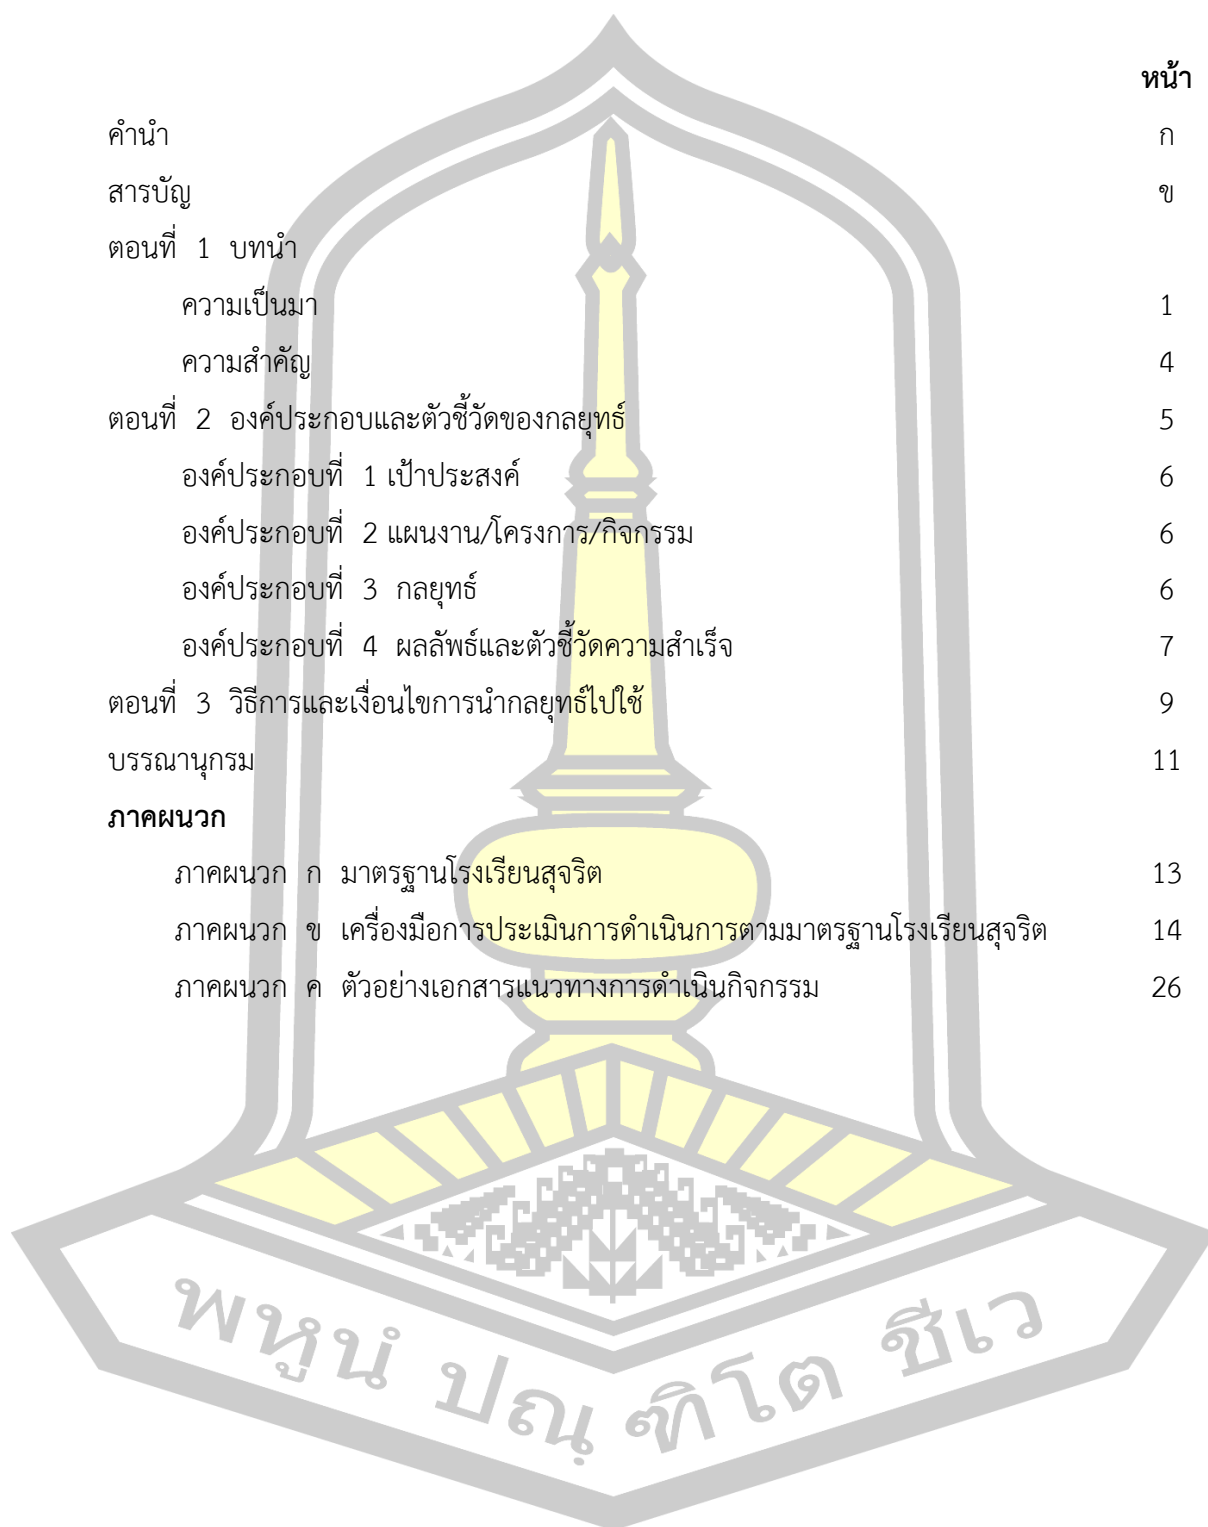 หน้า
คำนำ ก
สารบัญ ข
ตอนที่ 1 บทนำ
ความเป็นมา 1
ความสำคัญ 4
ตอนที่ 2 องค์ประกอบและตัวชี้วัดของกลยุทธ์ 5
องค์ประกอบที่ 1 เป้าประสงค์ 6
องค์ประกอบที่ 2 แผนงาน/โครงการ/กิจกรรม 6
องค์ประกอบที่ 3 กลยุทธ์ 6
องค์ประกอบที่ 4 ผลลัพธ์และตัวชี้วัดความสำเร็จ 7
ตอนที่ 3 วิธีการและเงื่อนไขการนำกลยุทธ์ไปใช้ 9
บรรณานุกรม 11
ภาคผนวก
ภาคผนวก ก มาตรฐานโรงเรียนสุจริต 13
ภาคผนวก ข เครื่องมือการประเมินการดำเนินการตามมาตรฐานโรงเรียนสุจริต 14
ภาคผนวก ค ตัวอย่างเอกสารแนวทางการดำเนินกิจกรรม 26
พหูนํ ปณฺฑิโต ชีเว